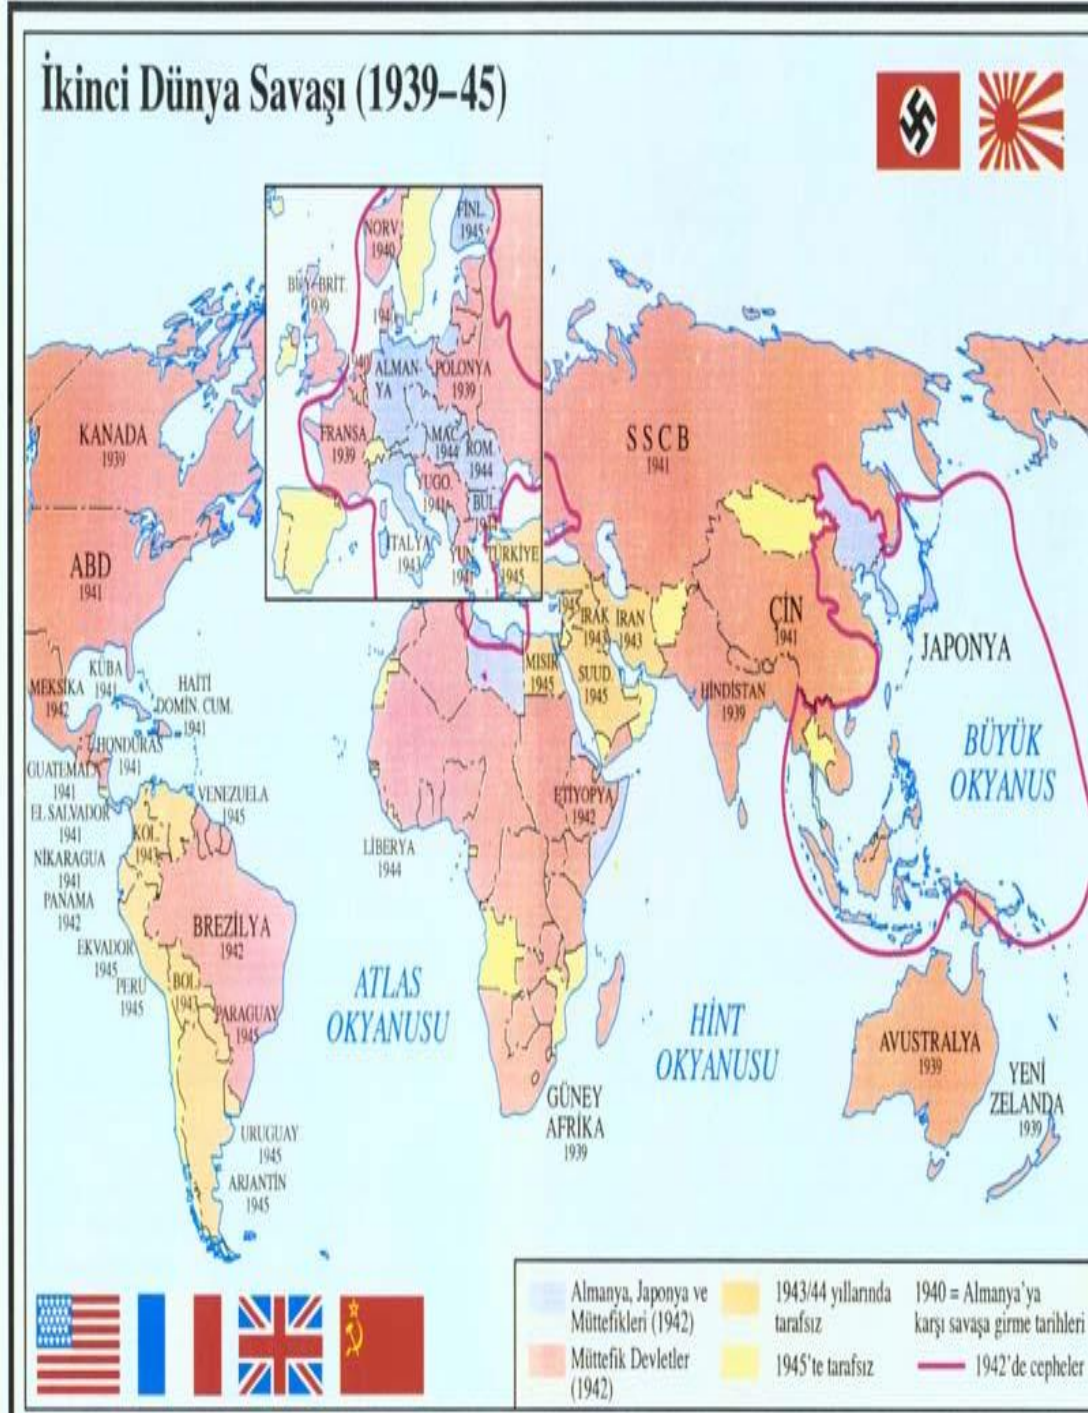 İkinci Dünya Savaşı (1939–45)
NORV.
1940
FİNL.
1945
BÜY. BRİT.
1939
1941
1940
ALMAN-
YA
POLONYA
1939
FRANSA
1939
MAC.
1944
ROM.
1944
YUGO.
1941
BUL.
1944
İTALYA
1943
YUN.
1941
TÜRKİYE
1945
KANADA
1939
ABD
1941
SSCB
1941
ÇİN
1941
JAPONYA
1945
IRAK
1943
İRAN
1943
MISIR
1945
SUUD.
1945
HİNDİSTAN
1939
MEKSİKA
1942
KÜBA
1941
HAİTİ
DOMİN. CUM.
1941
HONDURAS
1941
GUATEMALA
1941
EL SALVADOR
1941
NİKARAGUA
1941
PANAMA
1942
VENEZUELA
1945
KOL.
1943
EKVADOR
1945
PERU
1945
BREZİLYA
1942
BOL.
1943
PARAGUAY
1945
URUGUAY
1945
ARJANTİN
1945
LİBERYA
1944
ETİYOPYA
1942
BÜYÜK
OKYANUS
ATLAS
OKYANUSU
HİNT
OKYANUSU
GÜNEY
AFRİKA
1939
AVUSTRALYA
1939
YENİ
ZELANDA
1939
Almanya, Japonya ve
Müttefikleri (1942)
Müttefik Devletler
(1942)
1943/44 yıllarında
tarafsız
1945'te tarafsız
1940 = Almanya'ya
karşı savaşa girme tarihleri
1942'de cepheler